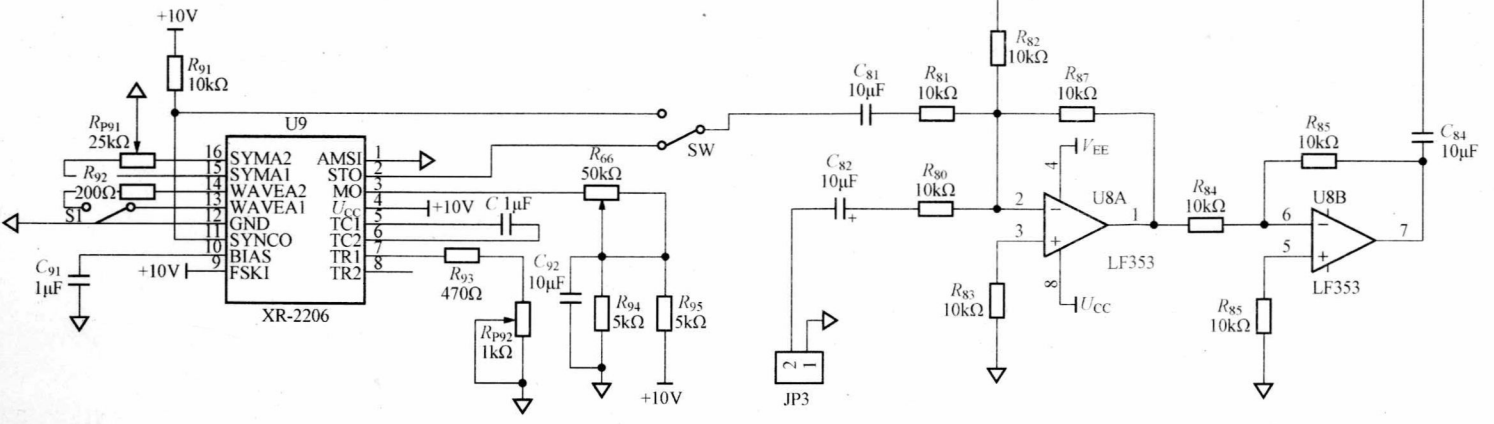 +10V
R91
10kΩ
RP91
25kΩ
R92
200Ω
S1
C91
1μF
+10V
U9
16 SYMA2
15 SYMA1
14 WAVEA2
13 WAVEA1
12 GND
11 SYNCO
10 BIAS
9 FSKI
AMSI 1
STO 2
MO 3
UCC 4
TC1 5
TC2 6
TR1 7
TR2 8
XR-2206
+10V
C 1μF
R93
470Ω
RP92
1kΩ
R66
50kΩ
C92
10μF
R94
5kΩ
R95
5kΩ
+10V
SW
C81
10μF
R81
10kΩ
R82
10kΩ
R87
10kΩ
C82
10μF
+
R80
10kΩ
2
1
JP3
VEE
4
U8A
2
−
3
+
1
8
UCC
LF353
R83
10kΩ
R84
10kΩ
R85
10kΩ
U8B
6
−
5
+
7
LF353
R85
10kΩ
C84
10μF